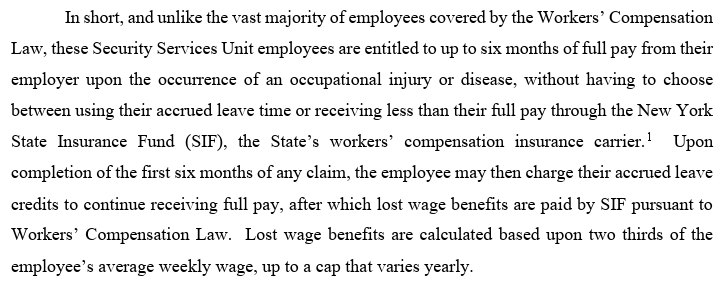 In short, and unlike the vast majority of employees covered by the Workers’ Compensation
Law, these Security Services Unit employees are entitled to up to six months of full pay from their
employer upon the occurrence of an occupational injury or disease, without having to choose
between using their accrued leave time or receiving less than their full pay through the New York
State Insurance Fund (SIF), the State’s workers’ compensation insurance carrier.1 Upon
completion of the first six months of any claim, the employee may then charge their accrued leave
credits to continue receiving full pay, after which lost wage benefits are paid by SIF pursuant to
Workers’ Compensation Law. Lost wage benefits are calculated based upon two thirds of the
employee’s average weekly wage, up to a cap that varies yearly.